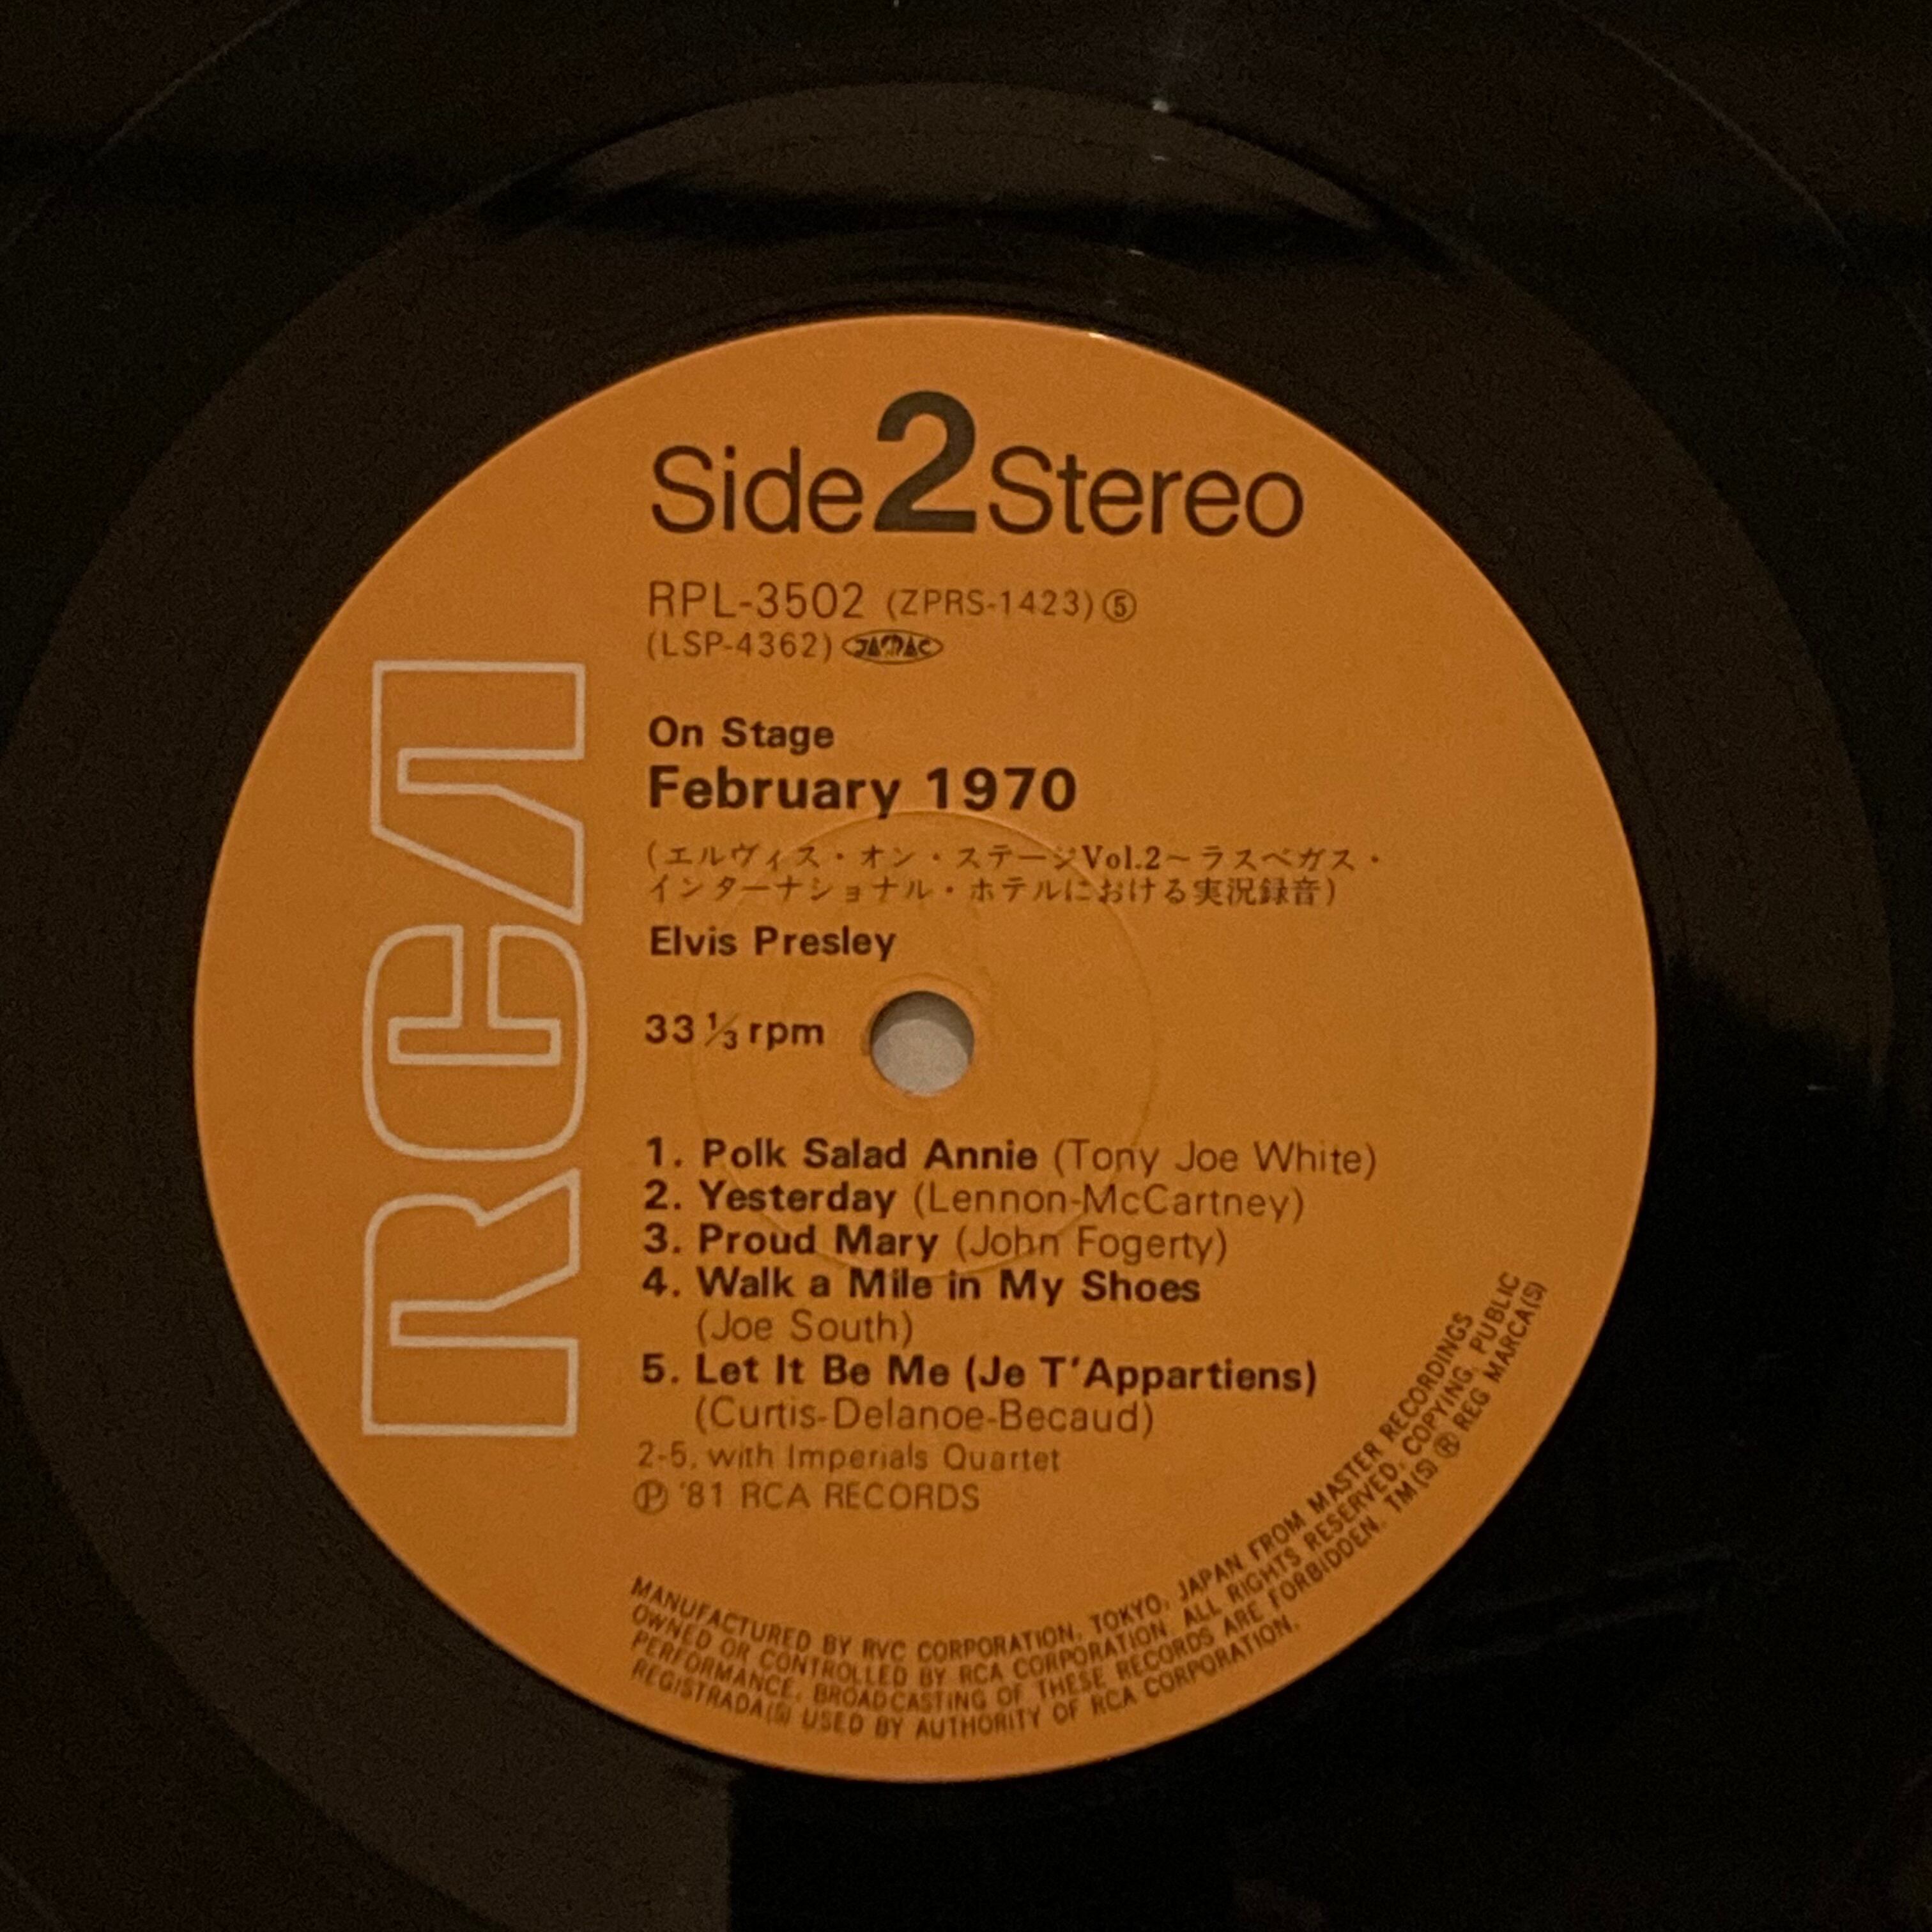 Side 2 Stereo
RPL-3502 (ZPRS-1423) ⑤
(LSP-4362) JASRAC
On Stage
February 1970
(エルヴィス・オン・ステージVol.2～ラスベガス・
インターナショナル・ホテルにおける実況録音)
Elvis Presley
33 1/3 rpm
RCA
1. Polk Salad Annie (Tony Joe White)
2. Yesterday (Lennon-McCartney)
3. Proud Mary (John Fogerty)
4. Walk a Mile in My Shoes
(Joe South)
5. Let It Be Me (Je T'Appartiens)
(Curtis-Delanoe-Becaud)
2-5, with Imperials Quartet
Ⓟ '81 RCA RECORDS
MANUFACTURED BY RVC CORPORATION, TOKYO, JAPAN FROM MASTER RECORDINGS
OWNED OR CONTROLLED BY RCA CORPORATION. ALL RIGHTS RESERVED, COPYING, PUBLIC
PERFORMANCE, BROADCASTING OF THESE RECORDS ARE FORBIDDEN. TM(S) ® REG MARCA(S)
REGISTRADA(S) USED BY AUTHORITY OF RCA CORPORATION.